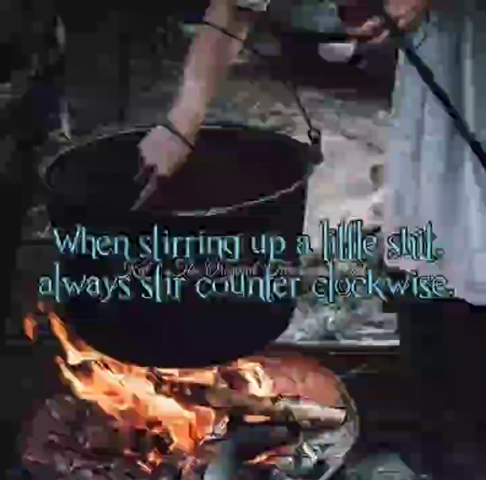 When stirring up a little shit,
always stir counter clockwise.